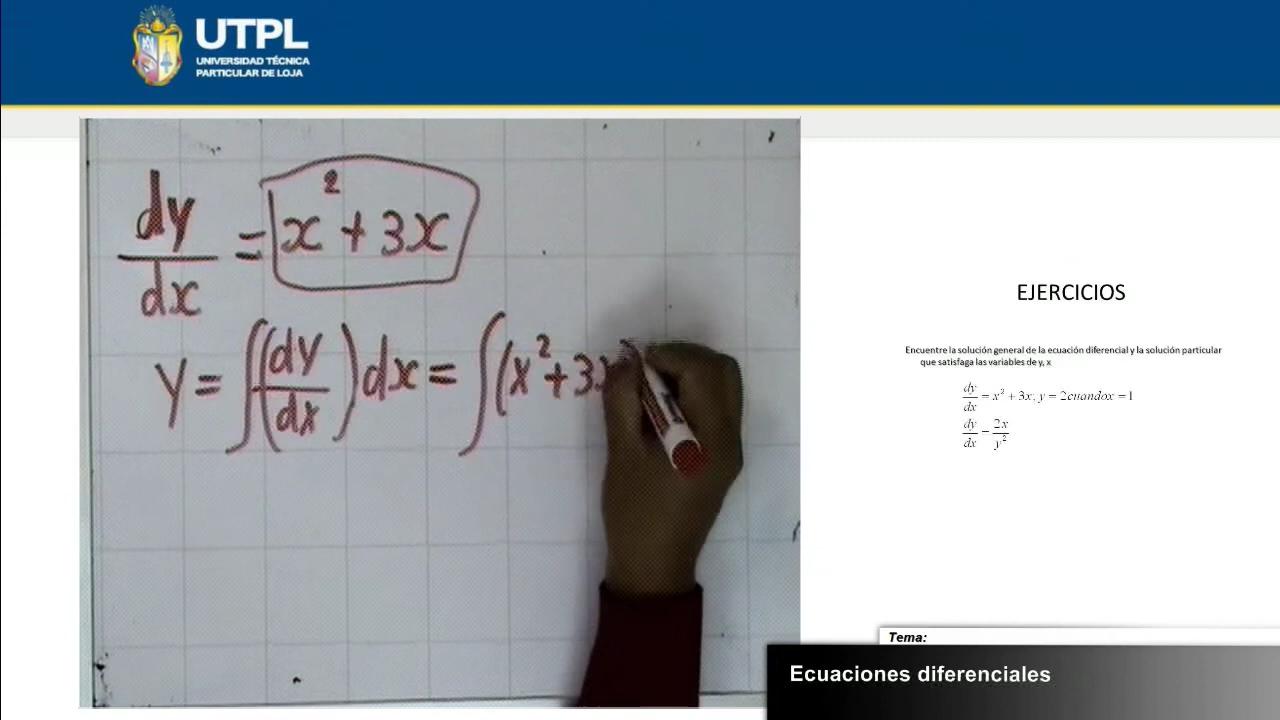 UTPL
UNIVERSIDAD TÉCNICA
PARTICULAR DE LOJA
dy/dx = x² + 3x
y = ∫(dy/dx)dx = ∫(x² + 3x)
EJERCICIOS
Encuentre la solución general de la ecuación diferencial y la solución particular
que satisfaga las variables de y, x
dy/dx = x² + 3x; y = 2cuandox = 1
dy/dx = 2x/y²
Tema:
Ecuaciones diferenciales